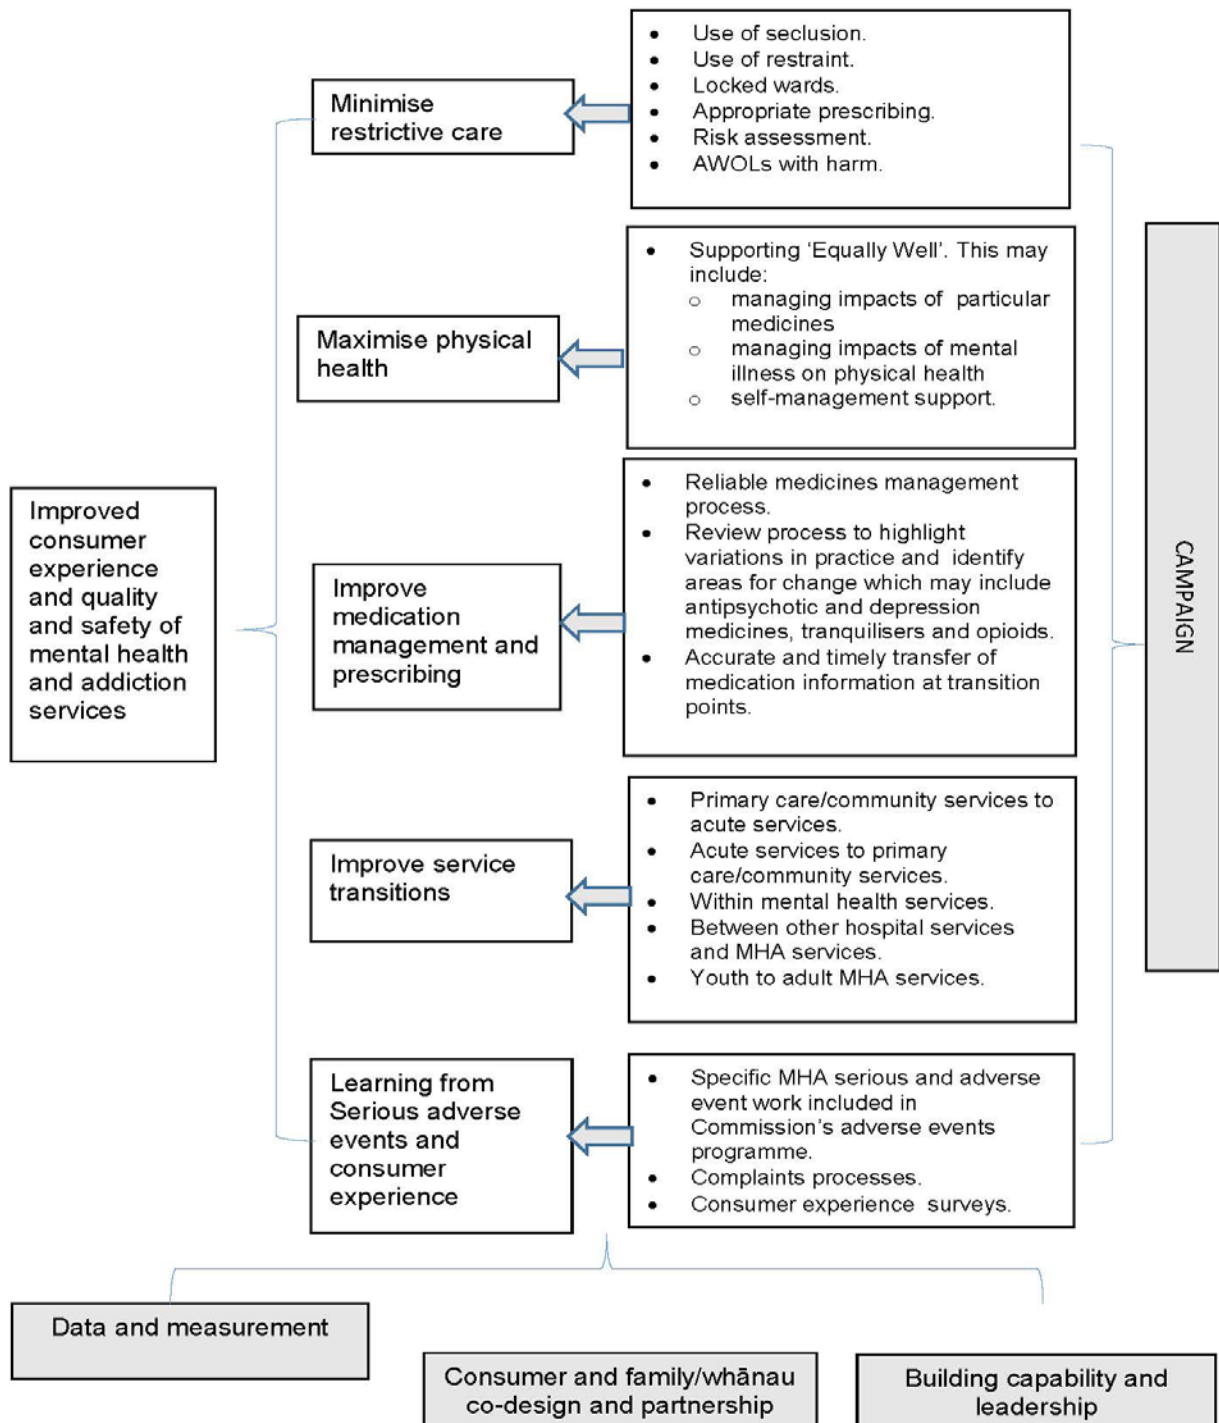 Improved
consumer
experience
and quality
and safety of
mental health
and addiction
services
Minimise
restrictive care
• Use of seclusion.
• Use of restraint.
• Locked wards.
• Appropriate prescribing.
• Risk assessment.
• AWOLs with harm.
Maximise physical
health
• Supporting ‘Equally Well’. This may
include:
o managing impacts of particular
medicines
o managing impacts of mental
illness on physical health
o self-management support.
Improve
medication
management and
prescribing
• Reliable medicines management
process.
• Review process to highlight
variations in practice and identify
areas for change which may include
antipsychotic and depression
medicines, tranquilisers and opioids.
• Accurate and timely transfer of
medication information at transition
points.
Improve service
transitions
• Primary care/community services to
acute services.
• Acute services to primary
care/community services.
• Within mental health services.
• Between other hospital services
and MHA services.
• Youth to adult MHA services.
Learning from
Serious adverse
events and
consumer
experience
• Specific MHA serious and adverse
event work included in
Commission’s adverse events
programme.
• Complaints processes.
• Consumer experience surveys.
CAMPAIGN
Data and measurement
Consumer and family/whānau
co-design and partnership
Building capability and
leadership